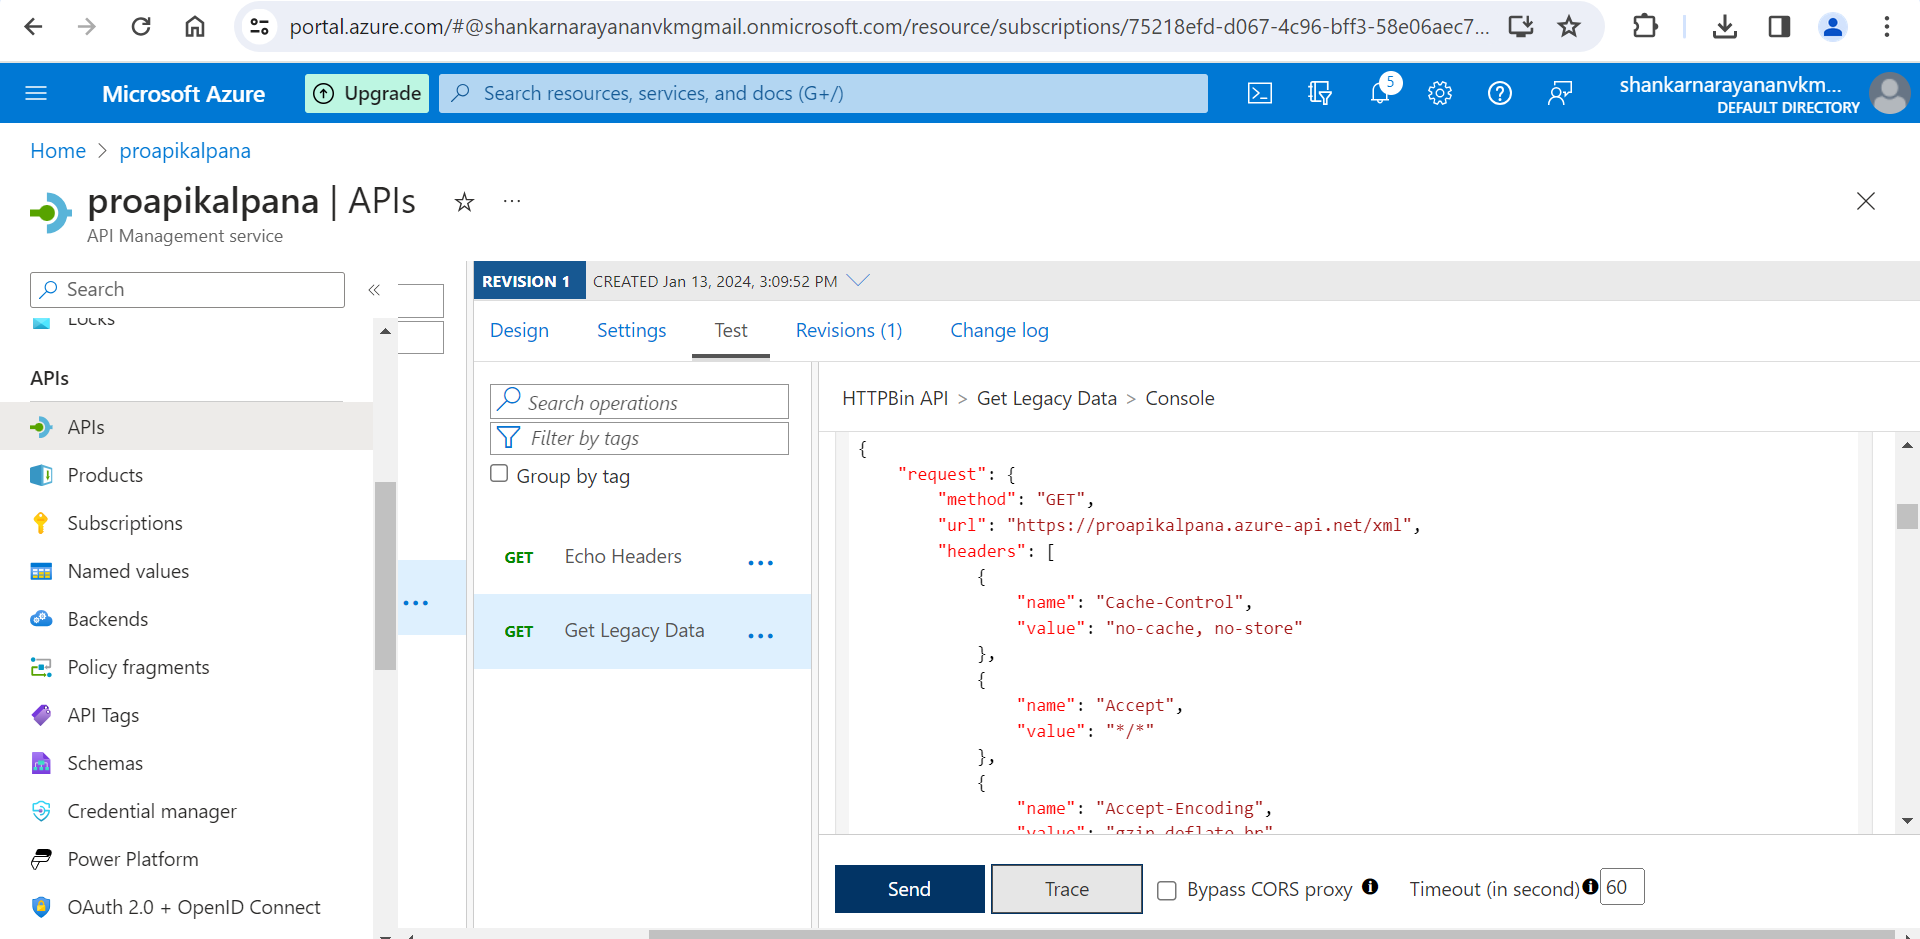 portal.azure.com/#@shankarnarayananvkmgmail.onmicrosoft.com/resource/subscriptions/75218efd-d067-4c96-bff3-58e06aec7...
Microsoft Azure
Upgrade
Search resources, services, and docs (G+/)
5
shankarnarayananvkm...
DEFAULT DIRECTORY
Home > proapikalpana
proapikalpana | APIs
API Management service
Search
Locks
APIs
APIs
Products
Subscriptions
Named values
Backends
Policy fragments
API Tags
Schemas
Credential manager
Power Platform
OAuth 2.0 + OpenID Connect
REVISION 1 CREATED Jan 13, 2024, 3:09:52 PM
Design Settings Test Revisions (1) Change log
Search operations
Filter by tags
Group by tag
GET Echo Headers
GET Get Legacy Data
HTTPBin API > Get Legacy Data > Console
{
"request": {
"method": "GET",
"url": "https://proapikalpana.azure-api.net/xml",
"headers": [
{
"name": "Cache-Control",
"value": "no-cache, no-store"
},
{
"name": "Accept",
"value": "*/*"
},
{
"name": "Accept-Encoding",
"value": "gzip,deflate,br"
Send
Trace
Bypass CORS proxy
Timeout (in second) 60